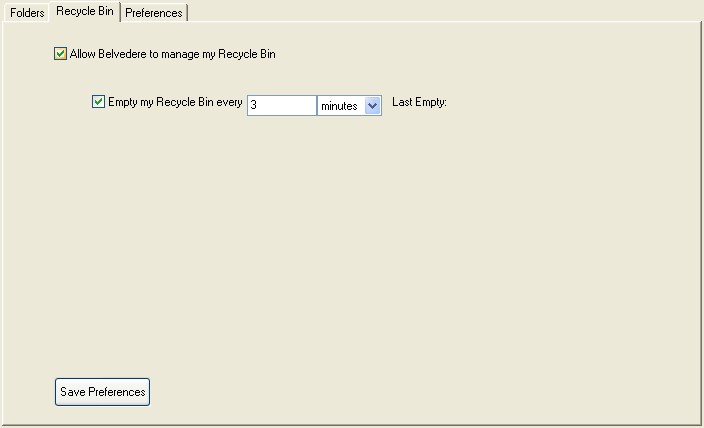 Folders Recycle Bin Preferences
Allow Belvedere to manage my Recycle Bin
Empty my Recycle Bin every 3 minutes Last Empty:
Save Preferences